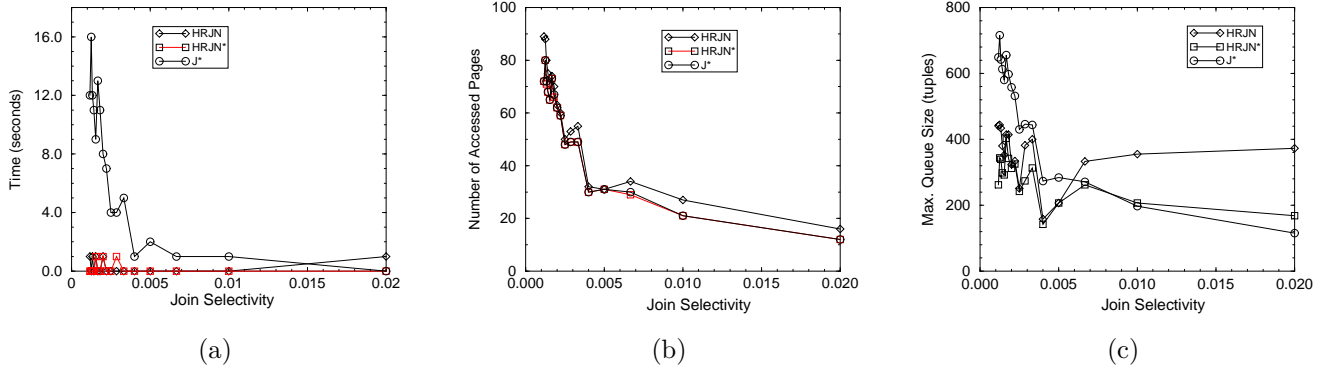 16.0
12.0
8.0
4.0
0.0
Time (seconds)
HRJN
HRJN*
J*
0 0.005 0.01 0.015 0.02
Join Selectivity
(a)
100
80
60
40
20
0
Number of Accessed Pages
HRJN
HRJN*
J*
0.000 0.005 0.010 0.015 0.020
Join Selectivity
(b)
800
600
400
200
0
Max. Queue Size (tuples)
HRJN
HRJN*
J*
0.000 0.005 0.010 0.015 0.020
Join Selectivity
(c)